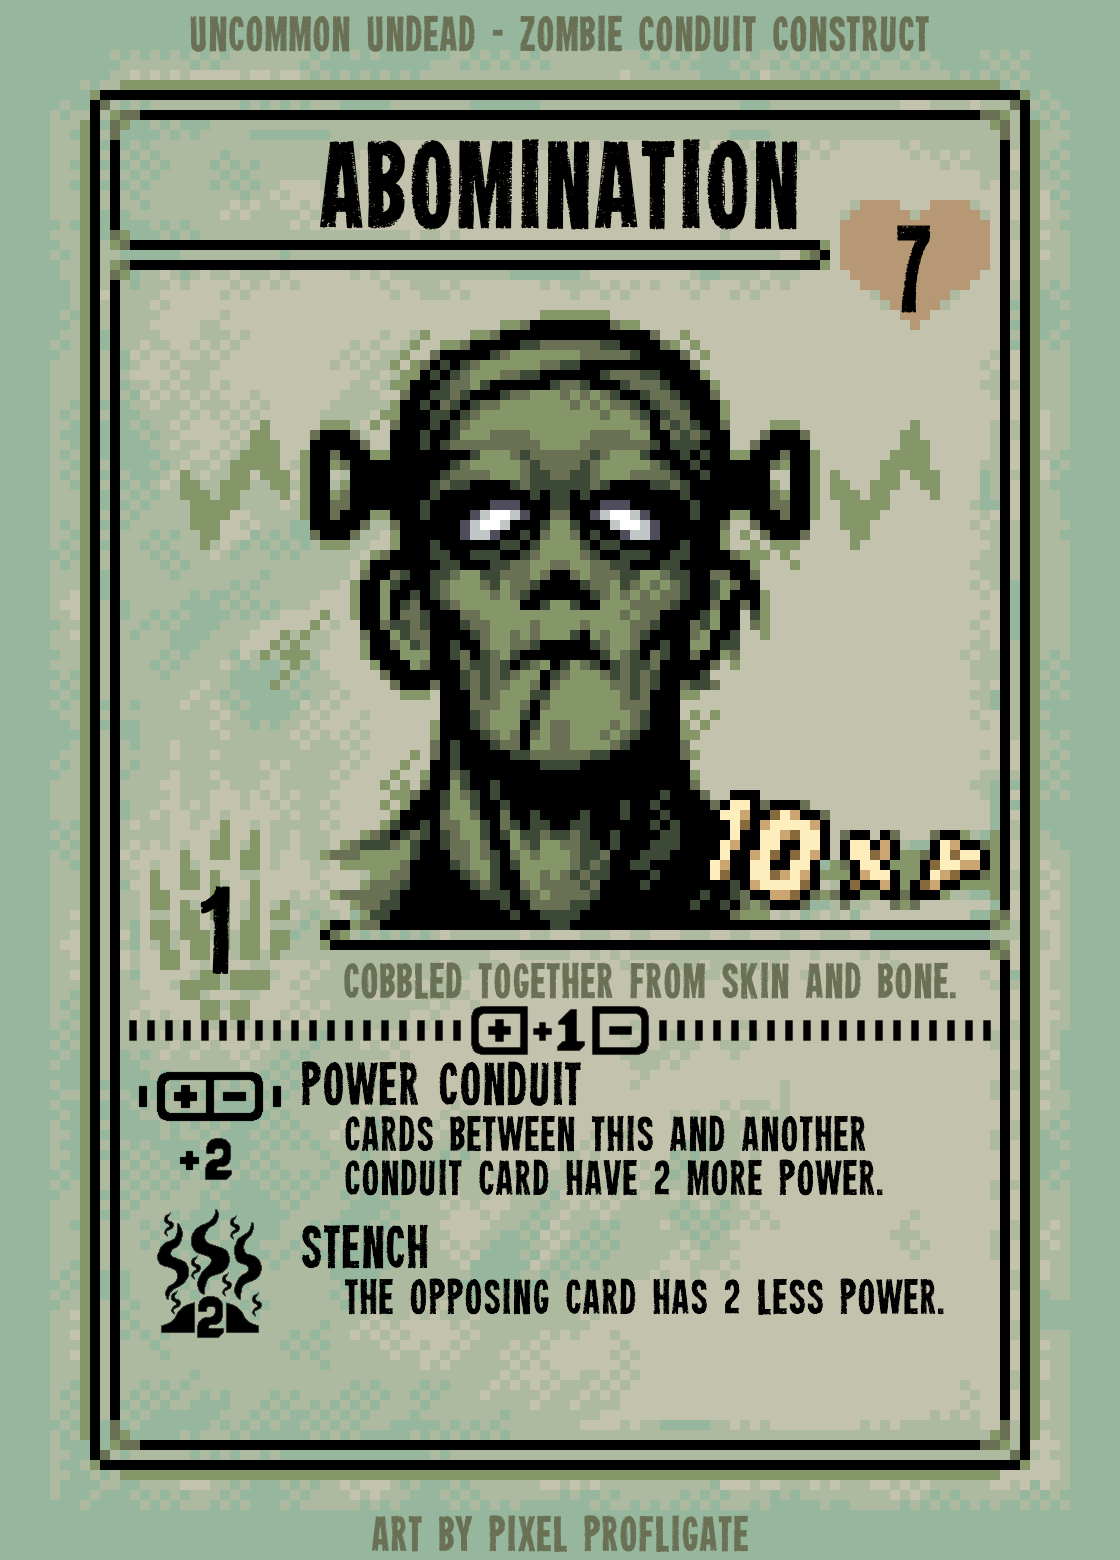 UNCOMMON UNDEAD - ZOMBIE CONDUIT CONSTRUCT
ABOMINATION
7
10 XP
1
COBBLED TOGETHER FROM SKIN AND BONE.
+ +1 -
+ -
POWER CONDUIT
CARDS BETWEEN THIS AND ANOTHER
+2
CONDUIT CARD HAVE 2 MORE POWER.
STENCH
THE OPPOSING CARD HAS 2 LESS POWER.
2
ART BY PIXEL PROFLIGATE